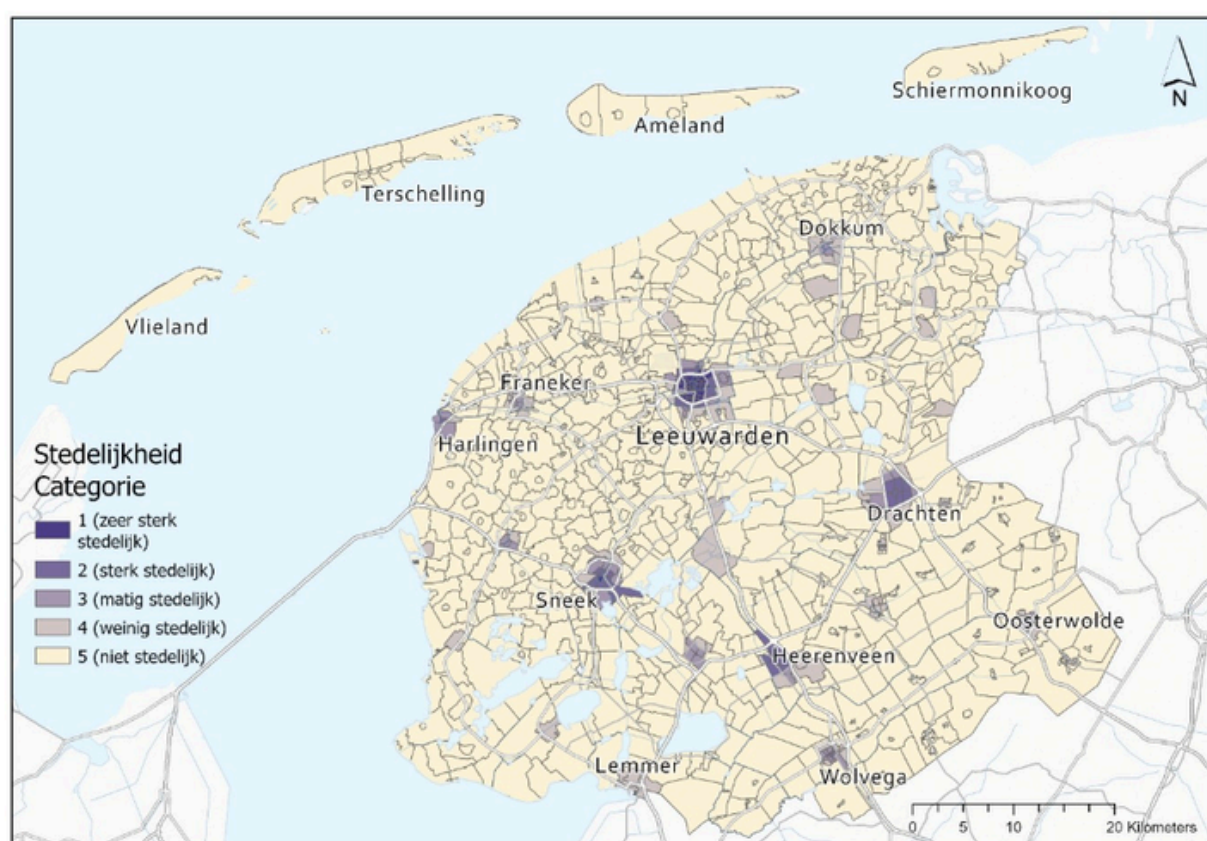 Schiermonnikoog
N
Ameland
Terschelling
Dokkum
Vlieland
Franeker
Harlingen
Leeuwarden
Stedelijkheid
Categorie
1 (zeer sterk
stedelijk)
2 (sterk stedelijk)
3 (matig stedelijk)
4 (weinig stedelijk)
5 (niet stedelijk)
Drachten
Sneek
Oosterwolde
Heerenveen
Lemmer
Wolvega
0 5 10 20 Kilometers